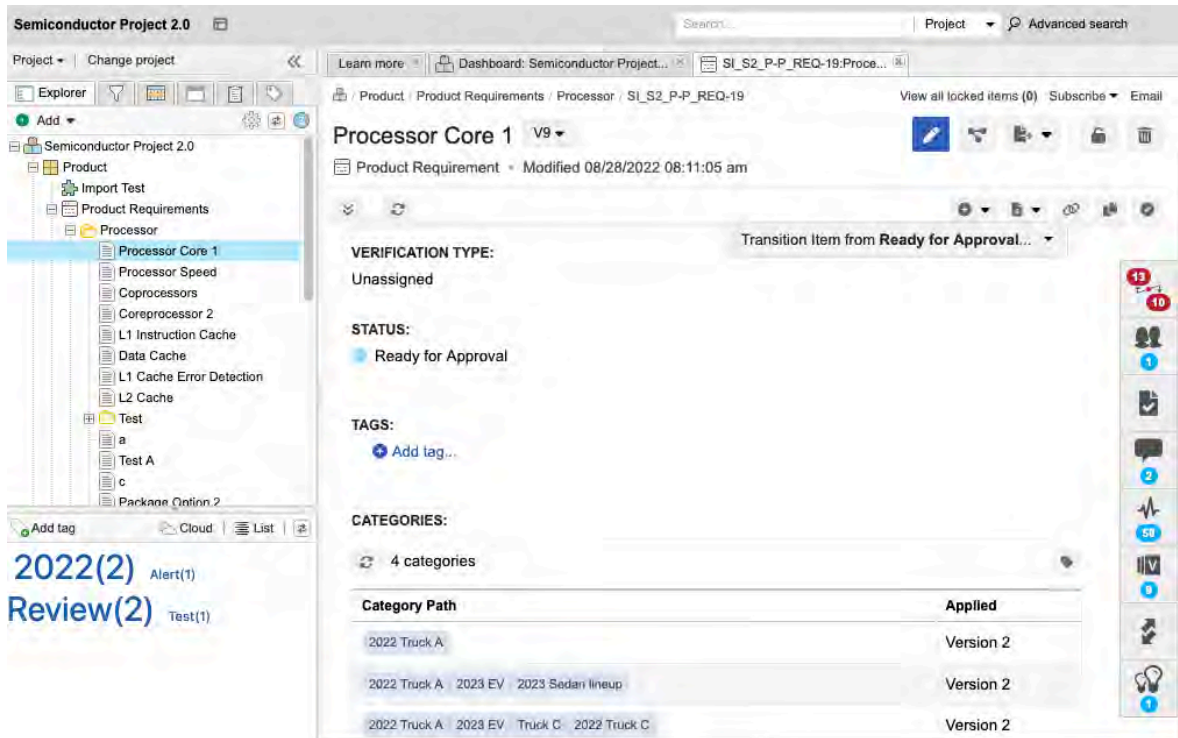 Semiconductor Project 2.0
Search... Project Advanced search
Project Change project
Learn more Dashboard: Semiconductor Project... SI_S2_P-P_REQ-19:Proce...
Explorer
Product / Product Requirements / Processor / SI_S2_P-P_REQ-19
View all locked items (0) Subscribe Email
Add
Processor Core 1 V9
Product Requirement • Modified 08/28/2022 08:11:05 am
Semiconductor Project 2.0
Product
Import Test
Product Requirements
Processor
Processor Core 1
Processor Speed
Coprocessors
Coreprocessor 2
L1 Instruction Cache
Data Cache
L1 Cache Error Detection
L2 Cache
Test
a
Test A
c
Package Option 2
Transition Item from Ready for Approval...
VERIFICATION TYPE:
Unassigned
STATUS:
Ready for Approval
TAGS:
Add tag...
CATEGORIES:
4 categories
Category Path Applied
2022 Truck A Version 2
2022 Truck A 2023 EV 2023 Sedan lineup Version 2
2022 Truck A 2023 EV Truck C 2022 Truck C Version 2
Add tag Cloud List
2022(2) Alert(1)
Review(2) Test(1)
13
10
1
2
50
1